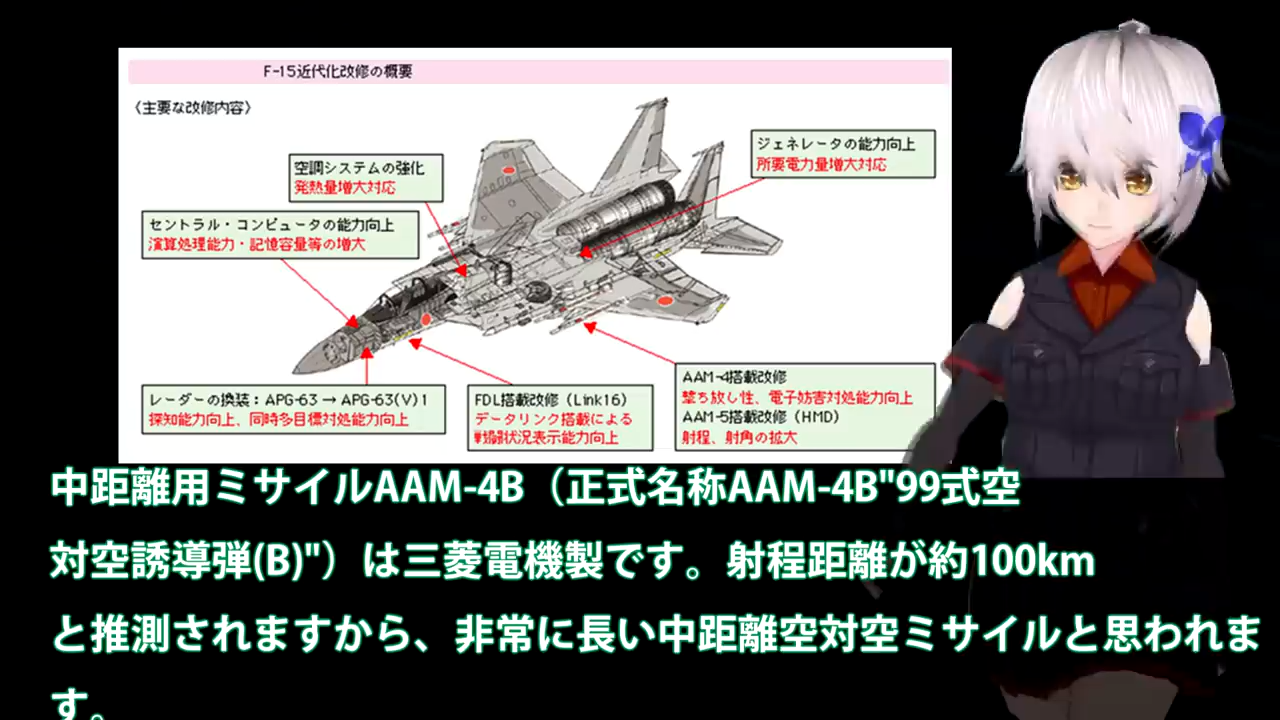 F-15近代化改修の概要
〈主要な改修内容〉
ジェネレータの能力向上
所要電力量増大対応
空調システムの強化
発熱量増大対応
セントラル・コンピュータの能力向上
演算処理能力・記憶容量等の増大
レーダーの換装：APG-63 → APG-63(V)1
探知能力向上、同時多目標対処能力向上
FDL搭載改修（Link16）
データリンク搭載による
戦闘状況表示能力向上
AAM-4搭載改修
撃ち放し性、電子妨害対処能力向上
AAM-5搭載改修（HMD）
射程、射角の拡大
中距離用ミサイルAAM-4B（正式名称AAM-4B"99式空
対空誘導弾(B)"）は三菱電機製です。射程距離が約100km
と推測されますから、非常に長い中距離空対空ミサイルと思われま
す。